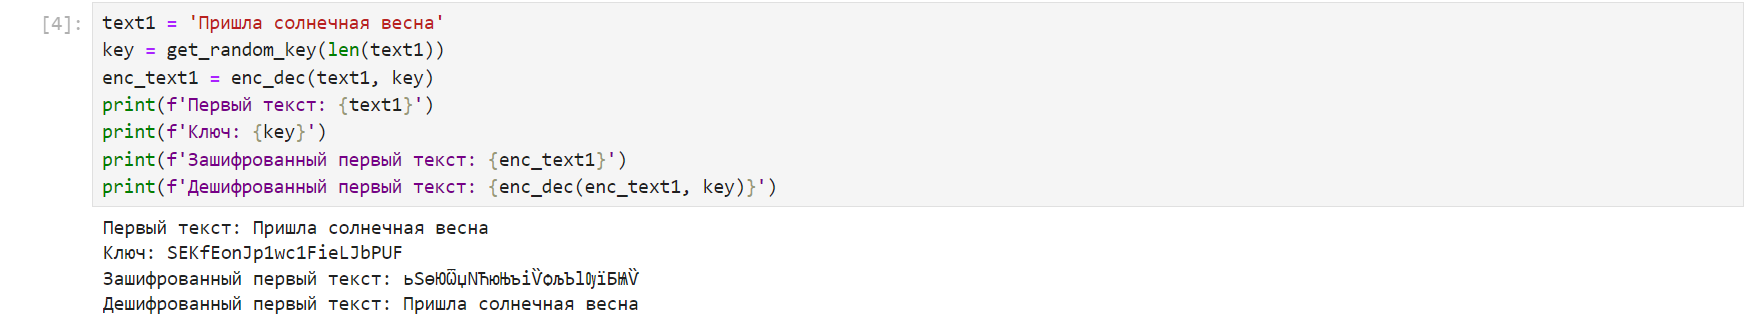 [4]: text1 = 'Пришла солнечная весна'
key = get_random_key(len(text1))
enc_text1 = enc_dec(text1, key)
print(f'Первый текст: {text1}')
print(f'Ключ: {key}')
print(f'Зашифрованный первый текст: {enc_text1}')
print(f'Дешифрованный первый текст: {enc_dec(enc_text1, key)}')
Первый текст: Пришла солнечная весна
Ключ: SEKfEonJp1wc1FieLJbPUF
Зашифрованный первый текст: ьЅѳЮѾџNЋюЊъіѶѻљЪlѸїБѨѶ
Дешифрованный первый текст: Пришла солнечная весна